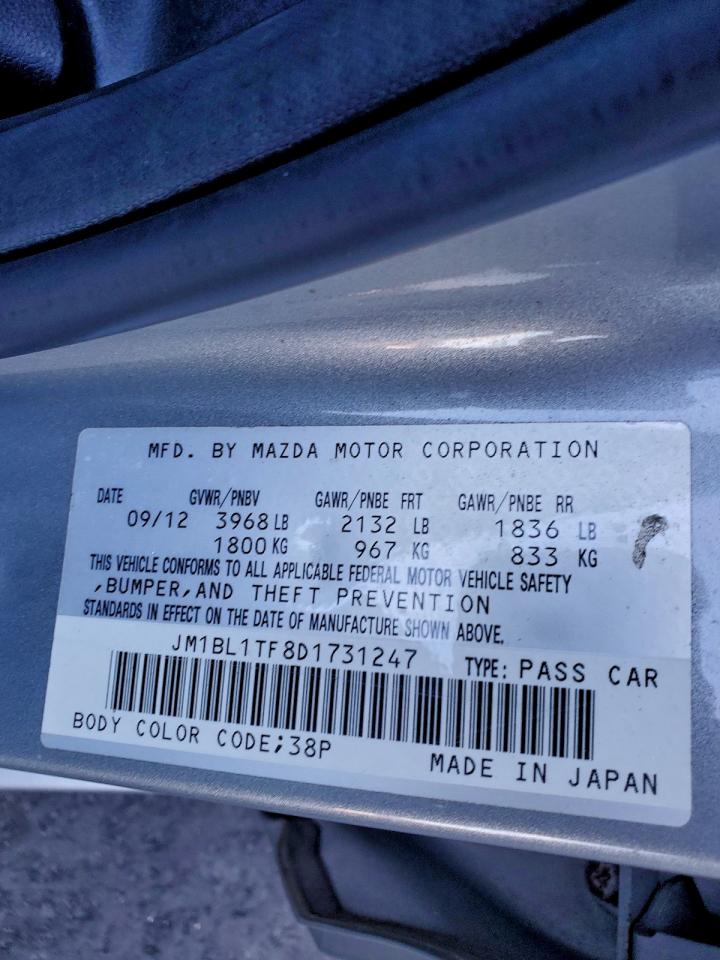 MFD. BY MAZDA MOTOR CORPORATION
DATE GVWR/PNBV GAWR/PNBE FRT GAWR/PNBE RR
09/12 3968 LB 2132 LB 1836 LB
1800 KG 967 KG 833 KG
THIS VEHICLE CONFORMS TO ALL APPLICABLE FEDERAL MOTOR VEHICLE SAFETY
,BUMPER,AND THEFT PREVENTION
STANDARDS IN EFFECT ON THE DATE OF MANUFACTURE SHOWN ABOVE.
JM1BL1TF8D1731247 TYPE: PASS CAR
BODY COLOR CODE;38P MADE IN JAPAN